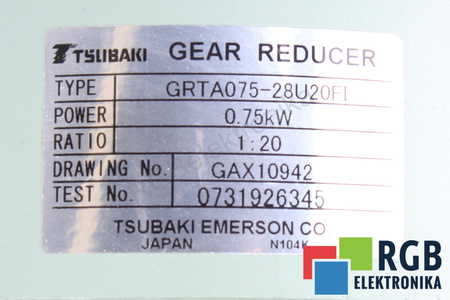 TSUBAKI GEAR REDUCER
TYPE GRTA075-28U20FI
POWER 0.75kW
RATIO 1:20
DRAWING No. GAX10942
TEST No. 0731926345
TSUBAKI EMERSON CO.
JAPAN N104K
RGB
ELEKTRONIKA